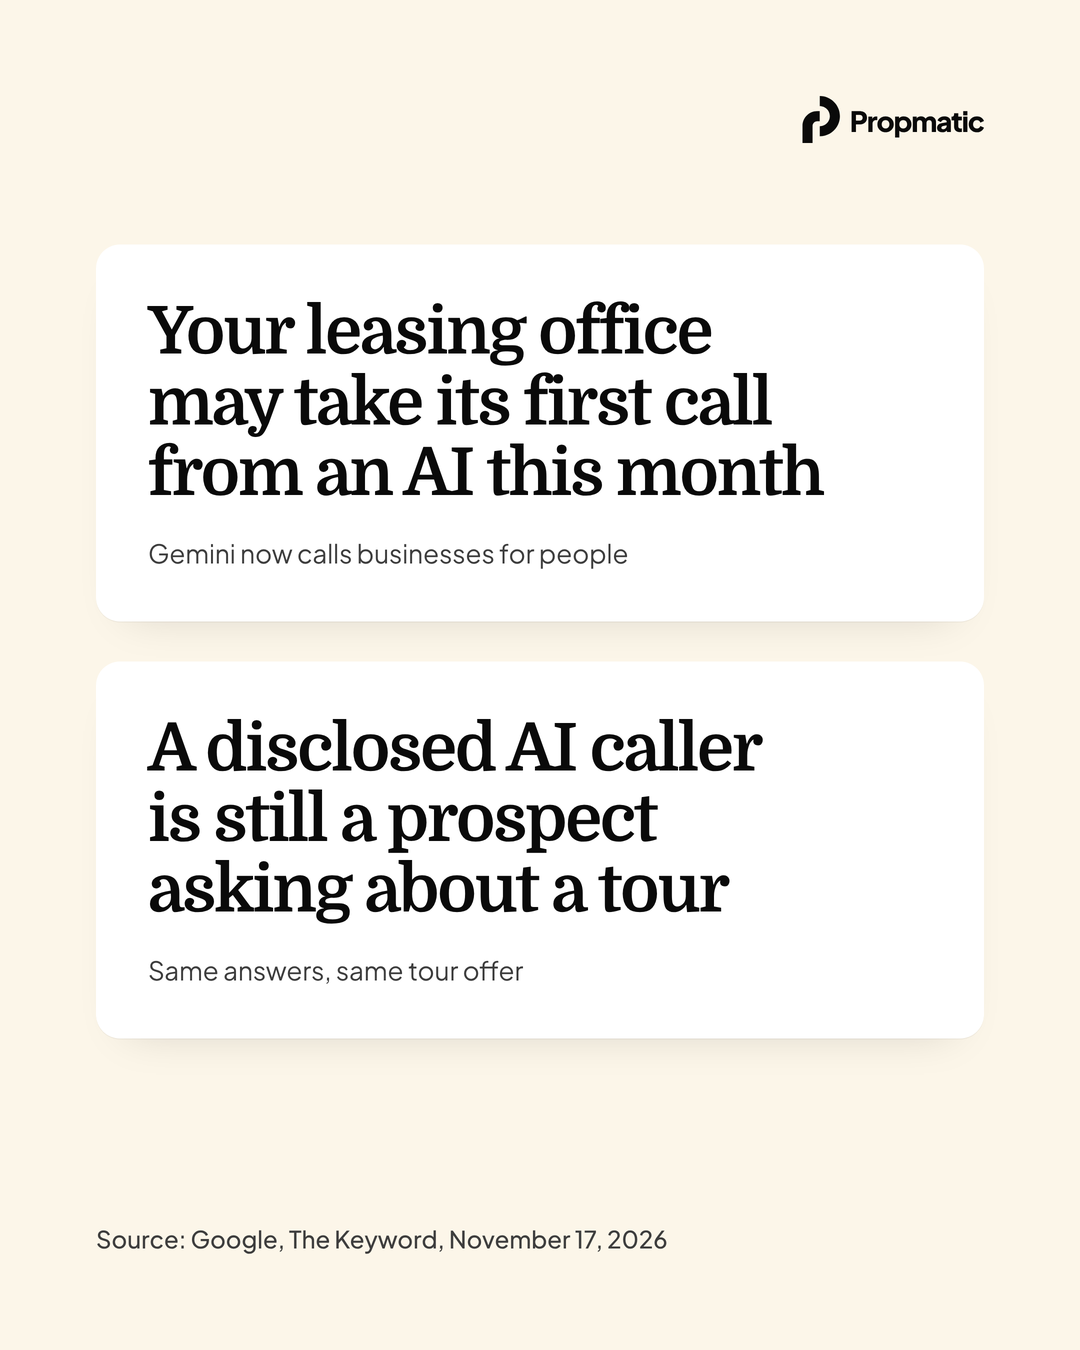 Propmatic
Your leasing office
may take its first call
from an AI this month
Gemini now calls businesses for people
A disclosed AI caller
is still a prospect
asking about a tour
Same answers, same tour offer
Source: Google, The Keyword, November 17, 2026